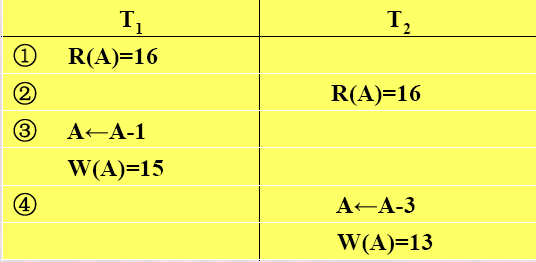 T1 T2
① R(A)=16
② R(A)=16
③ A←A-1
W(A)=15
④ A←A-3
W(A)=13